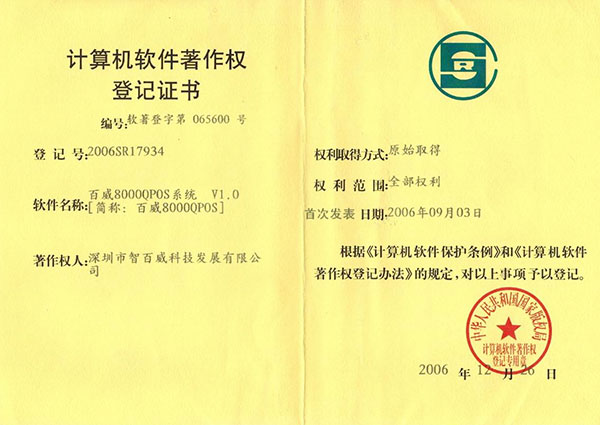 计算机软件著作权
登记证书
编号:软著登字第 065600 号
登 记 号:2006SR17934
软件名称:百威8000QPOS系统 V1.0
[简称: 百威8000QPOS]
著作权人:深圳市智百威科技发展有限公
司
权利取得方式:原始取得
权 利 范 围:全部权利
首次发表 日期:2006年09月03日
根据《计算机软件保护条例》和《计算机软件
著作权登记办法》的规定,对以上事项予以登记。
中华人民共和国国家版权局
计算机软件著作权
登记专用章
2006 年 12 月 26 日